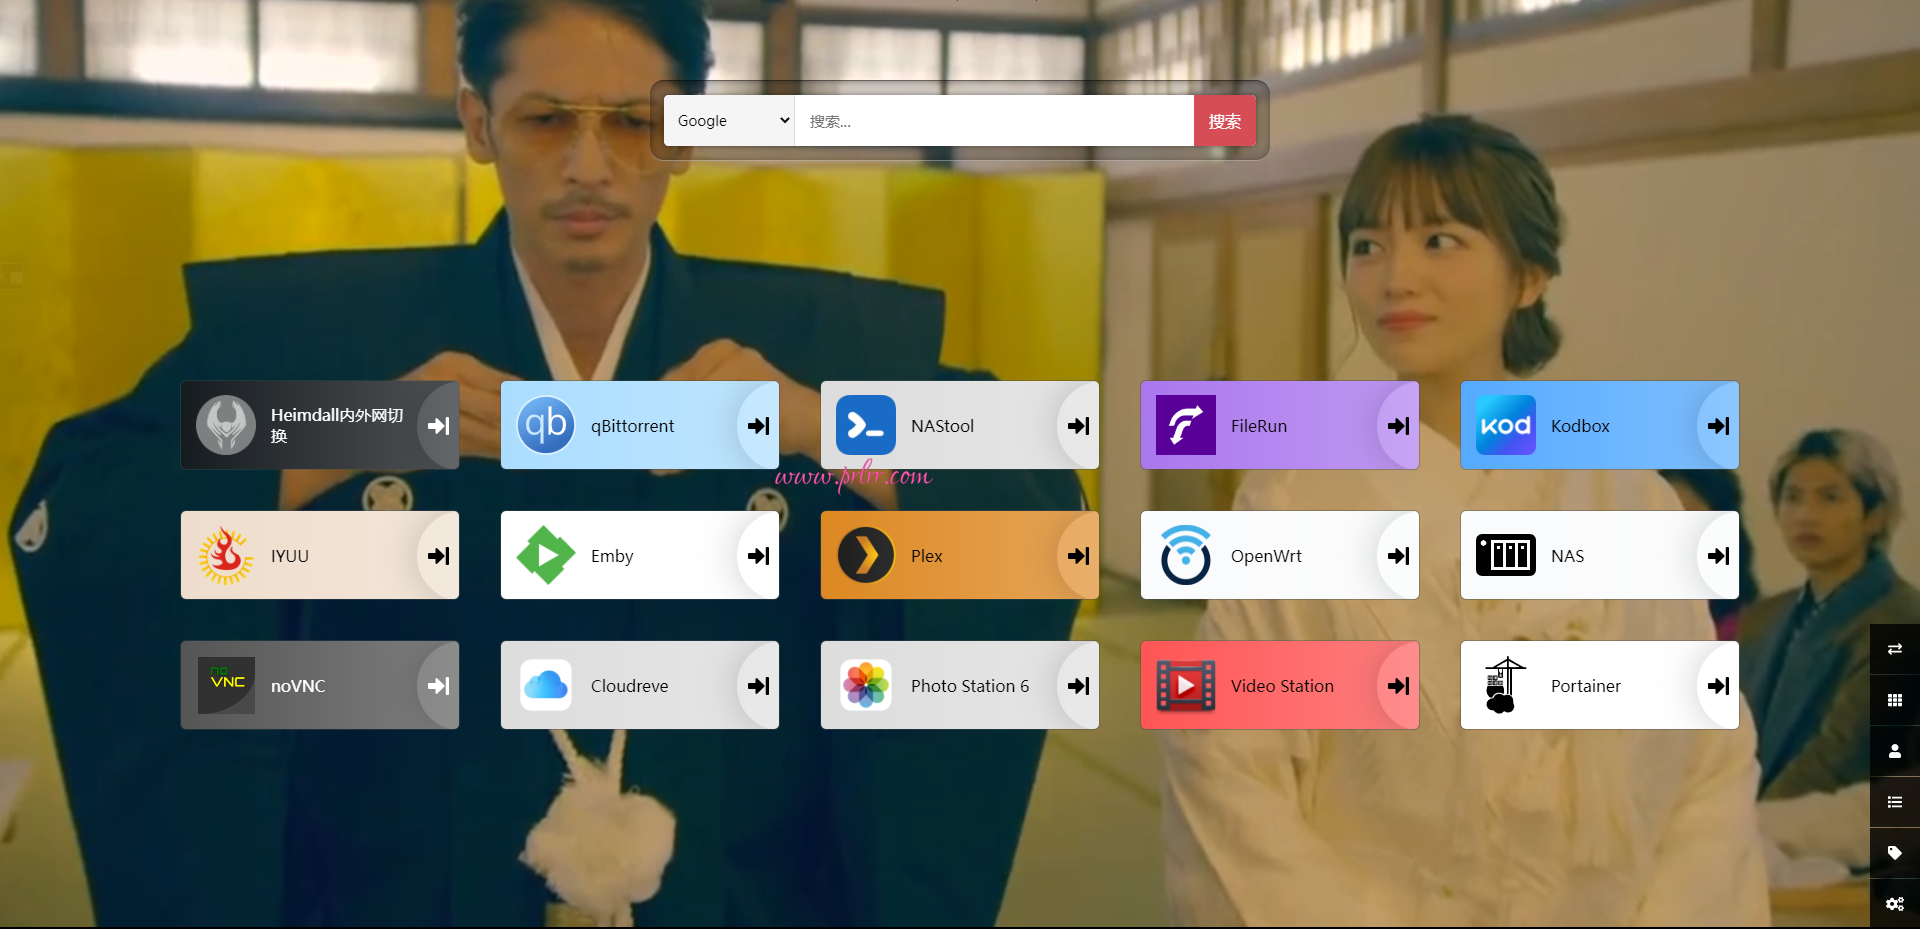 Google
搜索...
搜索
Heimdall内外网切
换
qb
qBittorrent
NAStool
FileRun
KOD
Kodbox
www.prlrr.com
IYUU
Emby
Plex
OpenWrt
NAS
no
VNC
noVNC
Cloudreve
Photo Station 6
Video Station
Portainer